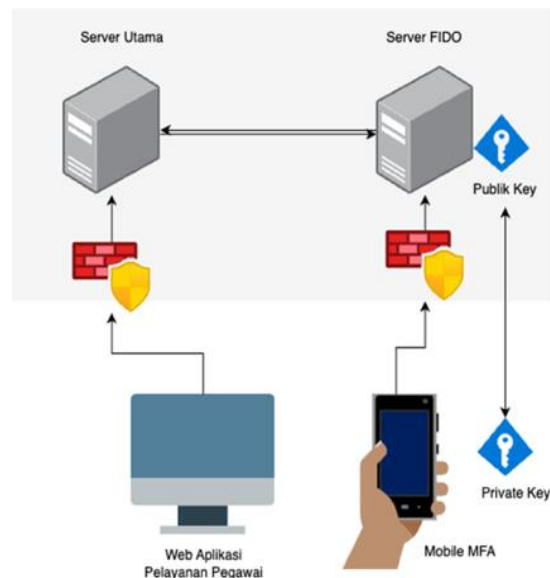 Server Utama
Server FIDO
Publik Key
Private Key
Mobile MFA
Web Aplikasi
Pelayanan Pegawai